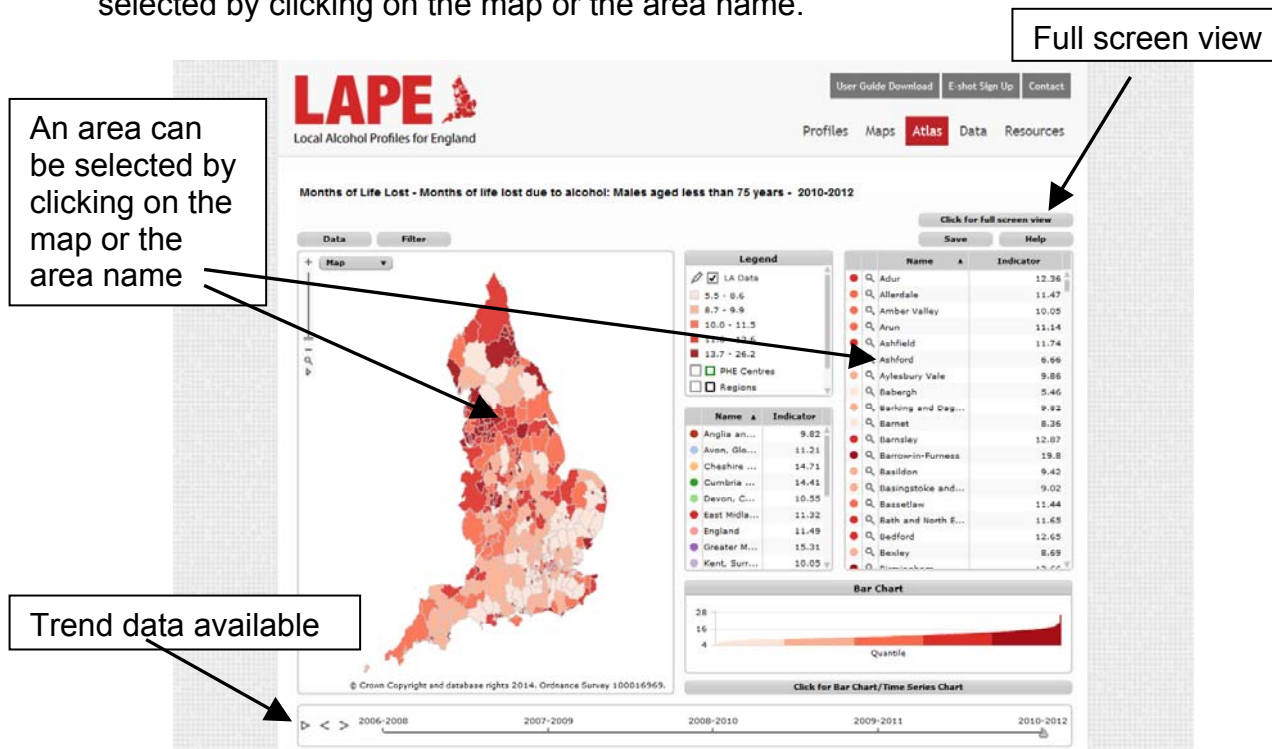 selected by clicking on the map or the area name.
Full screen view
An area can
be selected by
clicking on the
map or the
area name
Trend data available
LAPE
Local Alcohol Profiles for England
User Guide Download E-shot Sign Up Contact
Profiles Maps Atlas Data Resources
Months of Life Lost - Months of life lost due to alcohol: Males aged less than 75 years - 2010-2012
Click for full screen view
Data Filter Save Help
+ Map
Legend
LA Data
5.5 - 8.6
8.7 - 9.9
10.0 - 11.5
13.7 - 26.2
PHE Centres
Regions
Name Indicator
Anglia an... 9.82
Avon, Glo... 11.21
Cheshire ... 14.71
Cumbria ... 14.41
Devon, C... 10.55
East Midla... 11.32
England 11.49
Greater M... 15.31
Kent, Surr... 10.05
Name Indicator
Adur 12.36
Allerdale 11.47
Amber Valley 10.05
Arun 11.14
Ashfield 11.74
Ashford 6.66
Aylesbury Vale 9.86
Babergh 5.46
Barking and Dag... 9.82
Barnet 8.36
Barnsley 12.87
Barrow-in-Furness 19.8
Basildon 9.42
Basingstoke and... 9.02
Bassetlaw 11.44
Bath and North E... 11.65
Bedford 12.65
Bexley 8.69
Bar Chart
28
16
4
Quantile
© Crown Copyright and database rights 2014. Ordnance Survey 100016969.
Click for Bar Chart/Time Series Chart
2006-2008 2007-2009 2008-2010 2009-2011 2010-2012